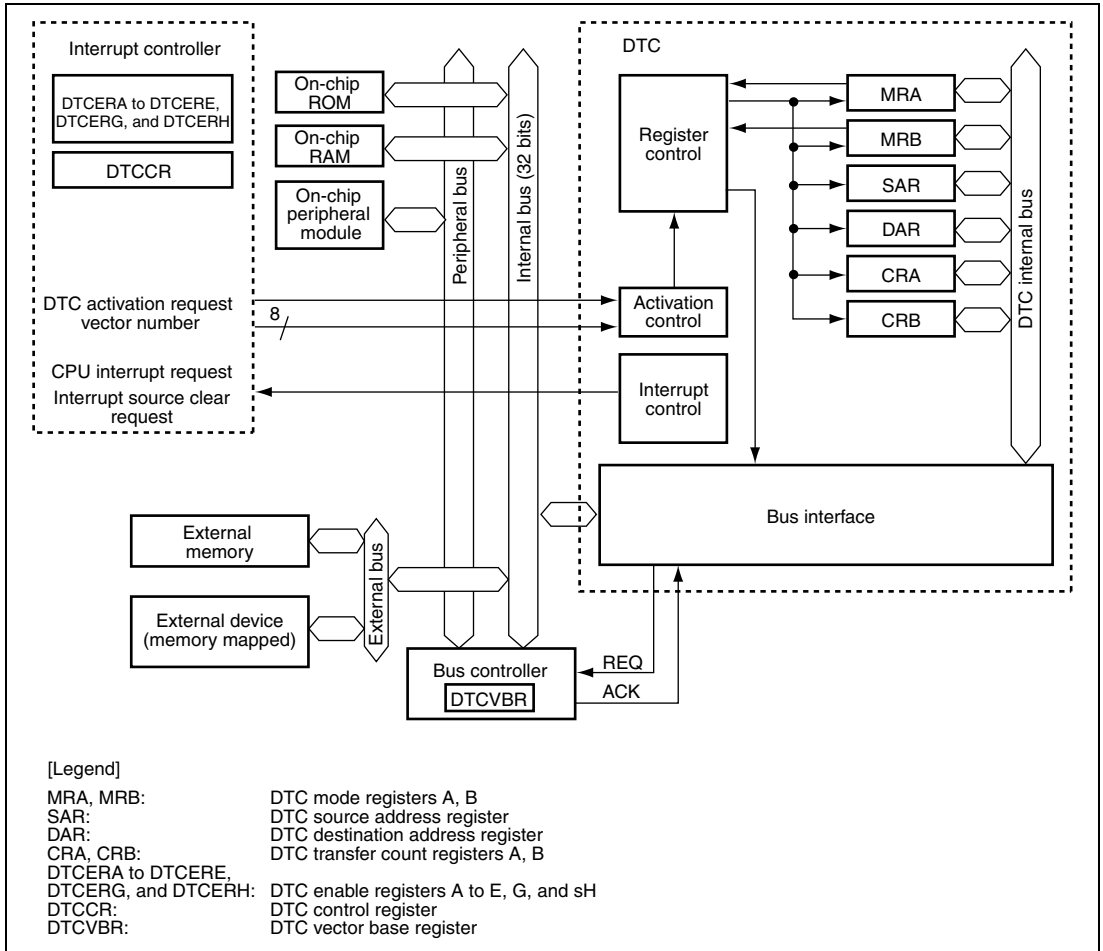 Interrupt controller
DTCERA to DTCERE,
DTCERG, and DTCERH
DTCCR
DTC activation request
vector number
8
CPU interrupt request
Interrupt source clear
request
On-chip
ROM
On-chip
RAM
On-chip
peripheral
module
Peripheral bus
Internal bus (32 bits)
DTC
Register
control
Activation
control
Interrupt
control
MRA
MRB
SAR
DAR
CRA
CRB
DTC internal bus
Bus interface
External
memory
External device
(memory mapped)
External bus
Bus controller
DTCVBR
REQ
ACK
[Legend]
MRA, MRB: DTC mode registers A, B
SAR: DTC source address register
DAR: DTC destination address register
CRA, CRB: DTC transfer count registers A, B
DTCERA to DTCERE,
DTCERG, and DTCERH: DTC enable registers A to E, G, and sH
DTCCR: DTC control register
DTCVBR: DTC vector base register